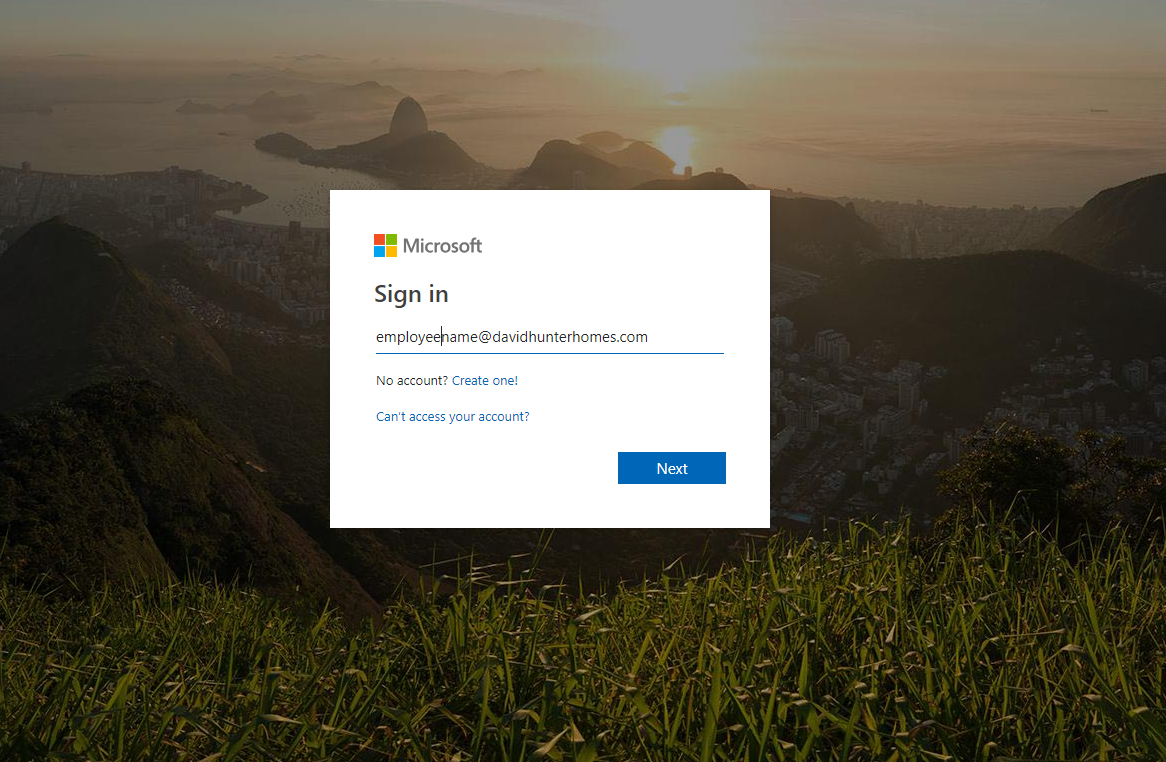 Microsoft
Sign in
employeename@davidhunterhomes.com
No account? Create one!
Can't access your account?
Next